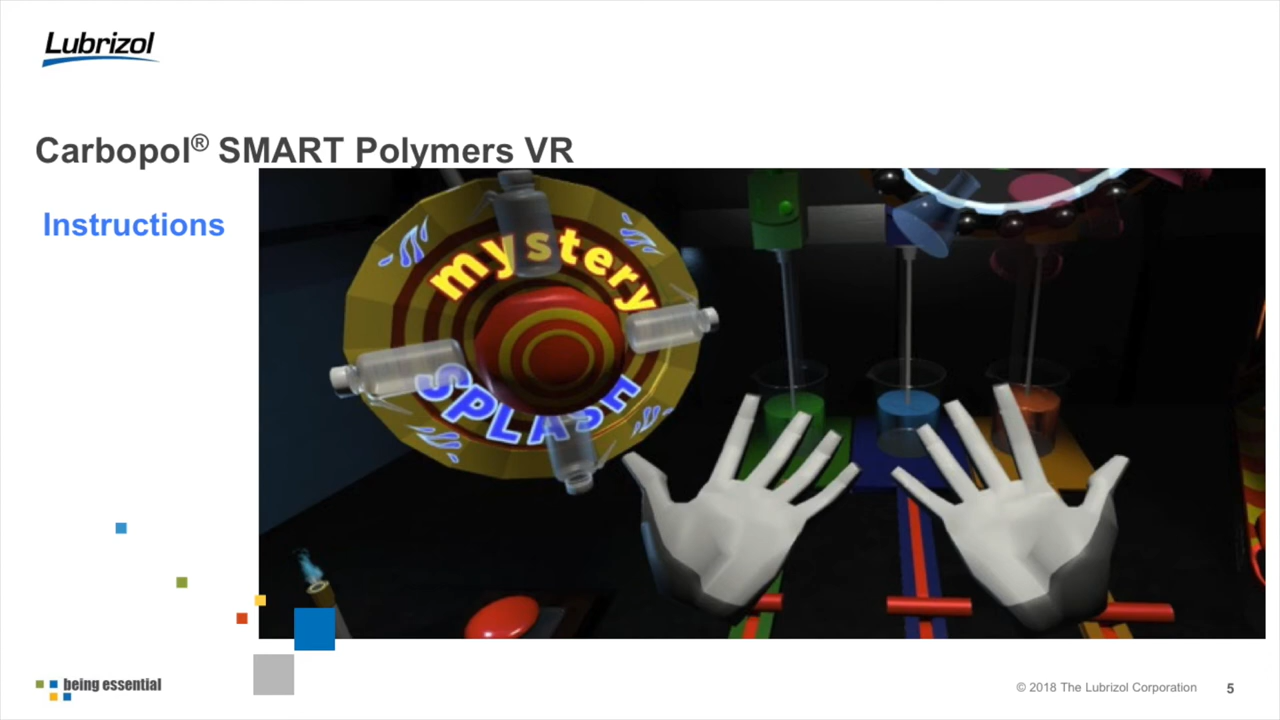 Lubrizol
Carbopol® SMART Polymers VR
Instructions
mystery
SPLASH
being essential
© 2018 The Lubrizol Corporation
5